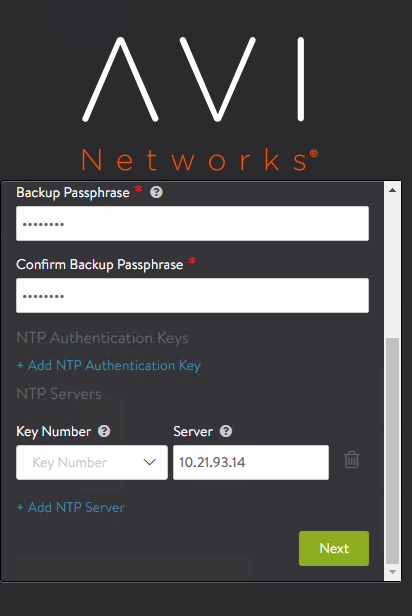 AVI
Networks®
Backup Passphrase * ?
••••••••
Confirm Backup Passphrase *
••••••••
NTP Authentication Keys
+ Add NTP Authentication Key
NTP Servers
Key Number ? Server ?
Key Number 10.21.93.14
+ Add NTP Server
Next